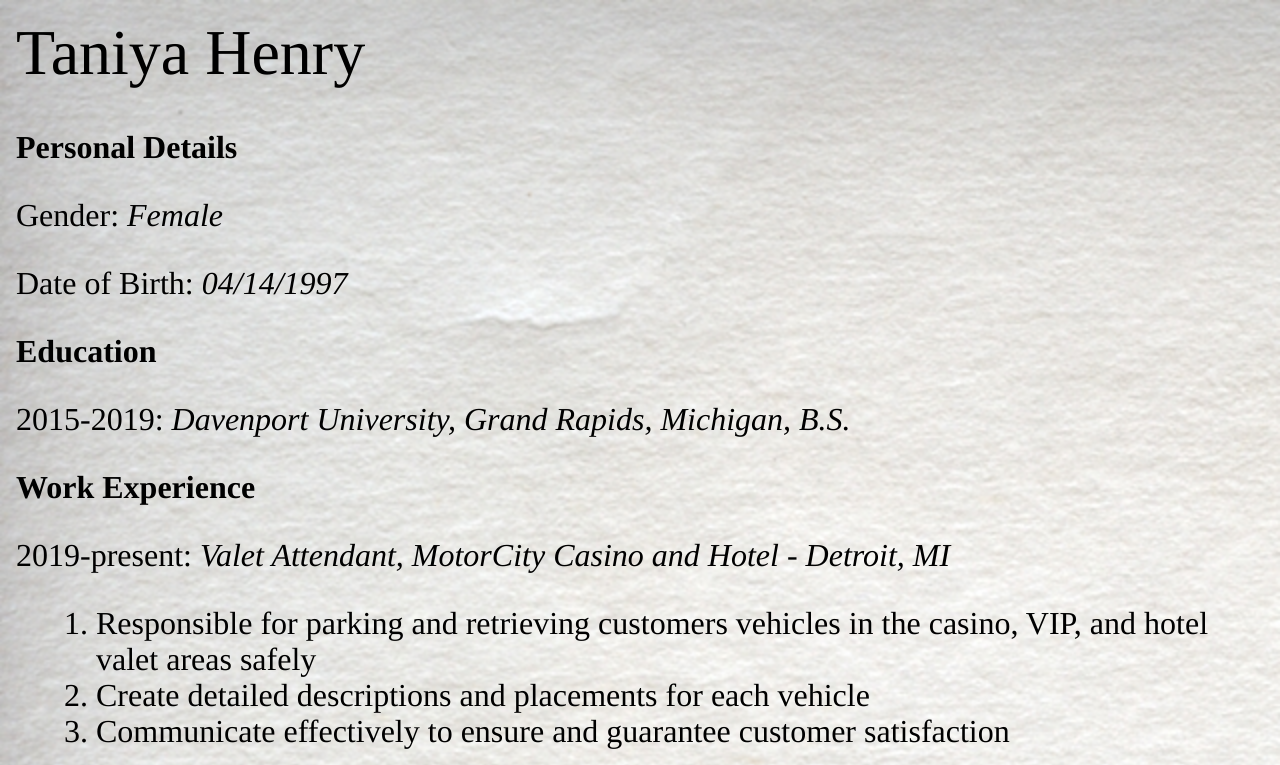 Taniya Henry
Personal Details
Gender: Female
Date of Birth: 04/14/1997
Education
2015-2019: Davenport University, Grand Rapids, Michigan, B.S.
Work Experience
2019-present: Valet Attendant, MotorCity Casino and Hotel - Detroit, MI
1. Responsible for parking and retrieving customers vehicles in the casino, VIP, and hotel
valet areas safely
2. Create detailed descriptions and placements for each vehicle
3. Communicate effectively to ensure and guarantee customer satisfaction